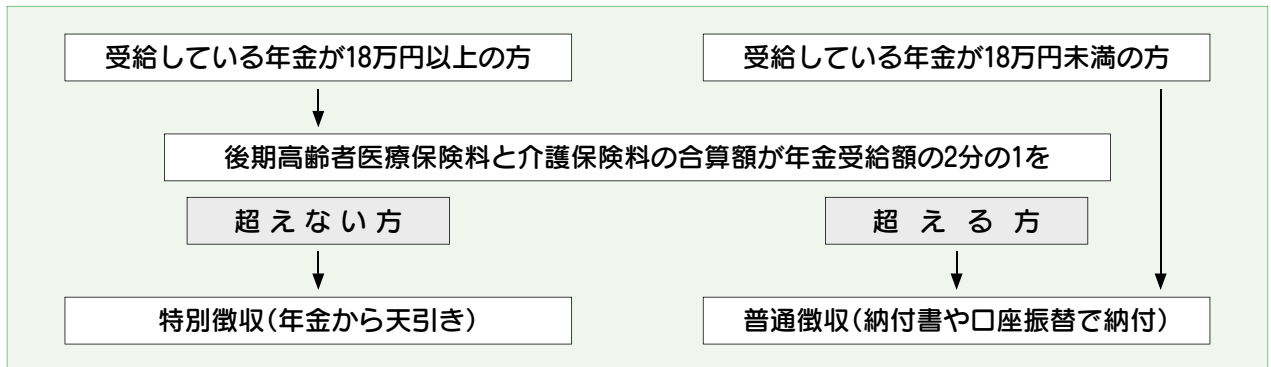 受給している年金が18万円以上の方
受給している年金が18万円未満の方
後期高齢者医療保険料と介護保険料の合算額が年金受給額の2分の1を
超えない方
超える方
特別徴収(年金から天引き)
普通徴収(納付書や口座振替で納付)